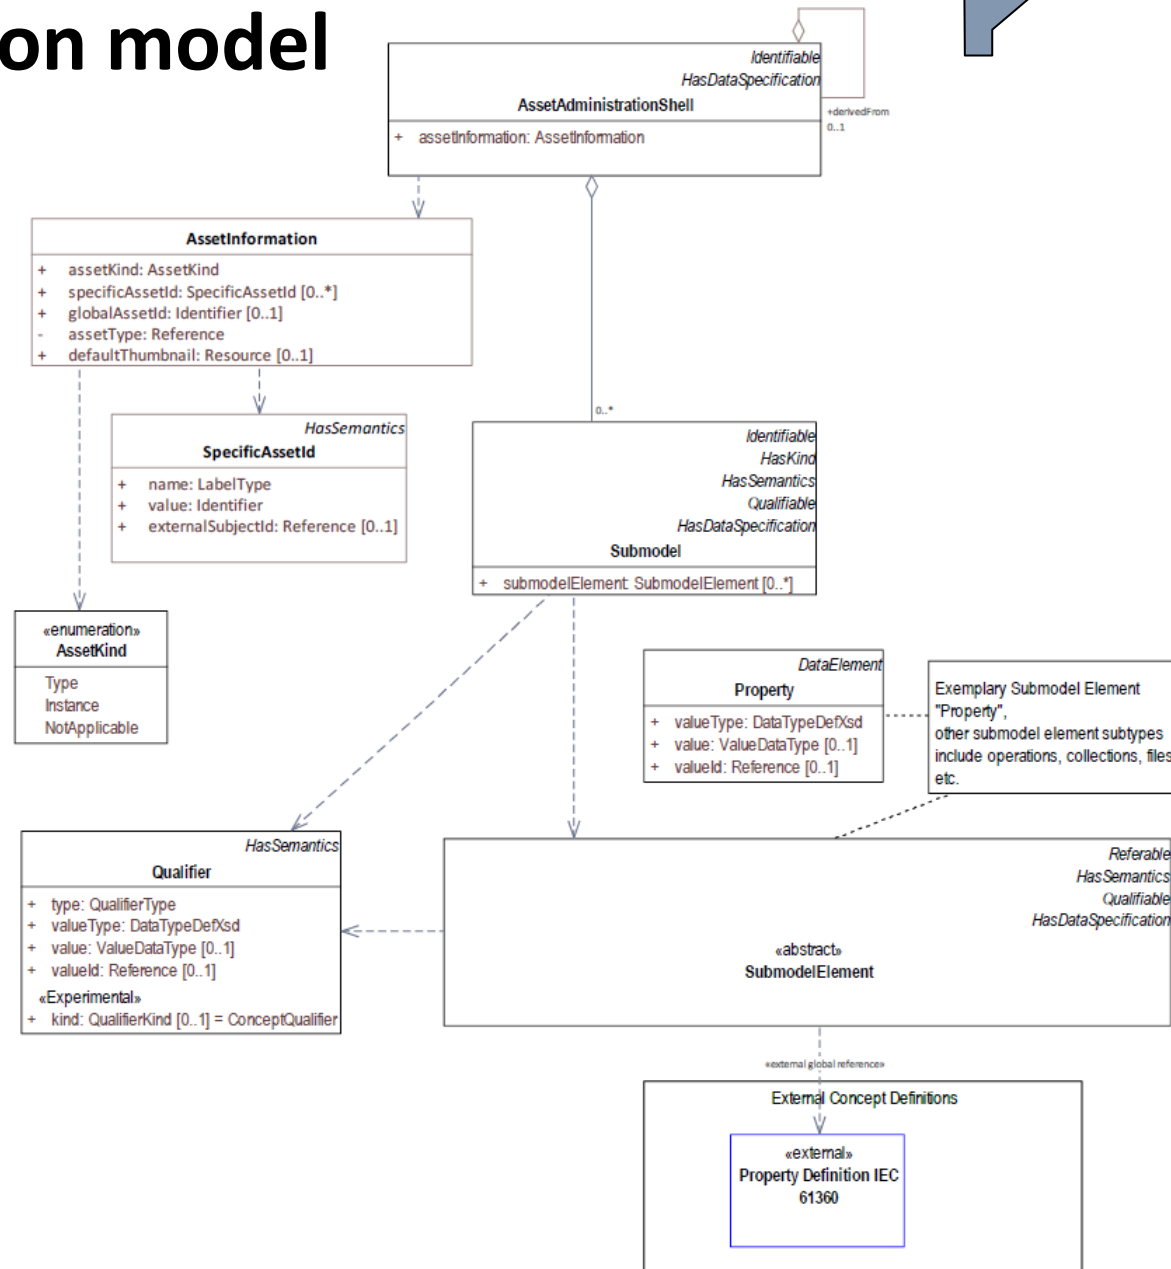 on model
Identifiable
HasDataSpecification
AssetAdministrationShell
+ assetInformation: AssetInformation
+derivedFrom
0..1
AssetInformation
+ assetKind: AssetKind
+ specificAssetId: SpecificAssetId [0..*]
+ globalAssetId: Identifier [0..1]
- assetType: Reference
+ defaultThumbnail: Resource [0..1]
HasSemantics
SpecificAssetId
+ name: LabelType
+ value: Identifier
+ externalSubjectId: Reference [0..1]
0..*
Identifiable
HasKind
HasSemantics
Qualifiable
HasDataSpecification
Submodel
+ submodelElement: SubmodelElement [0..*]
«enumeration»
AssetKind
Type
Instance
NotApplicable
DataElement
Property
+ valueType: DataTypeDefXsd
+ value: ValueDataType [0..1]
+ valueId: Reference [0..1]
Exemplary Submodel Element
"Property",
other submodel element subtypes
include operations, collections, files
etc.
HasSemantics
Qualifier
+ type: QualifierType
+ valueType: DataTypeDefXsd
+ value: ValueDataType [0..1]
+ valueId: Reference [0..1]
«Experimental»
+ kind: QualifierKind [0..1] = ConceptQualifier
Referable
HasSemantics
Qualifiable
HasDataSpecification
«abstract»
SubmodelElement
«external global reference»
External Concept Definitions
«external»
Property Definition IEC
61360